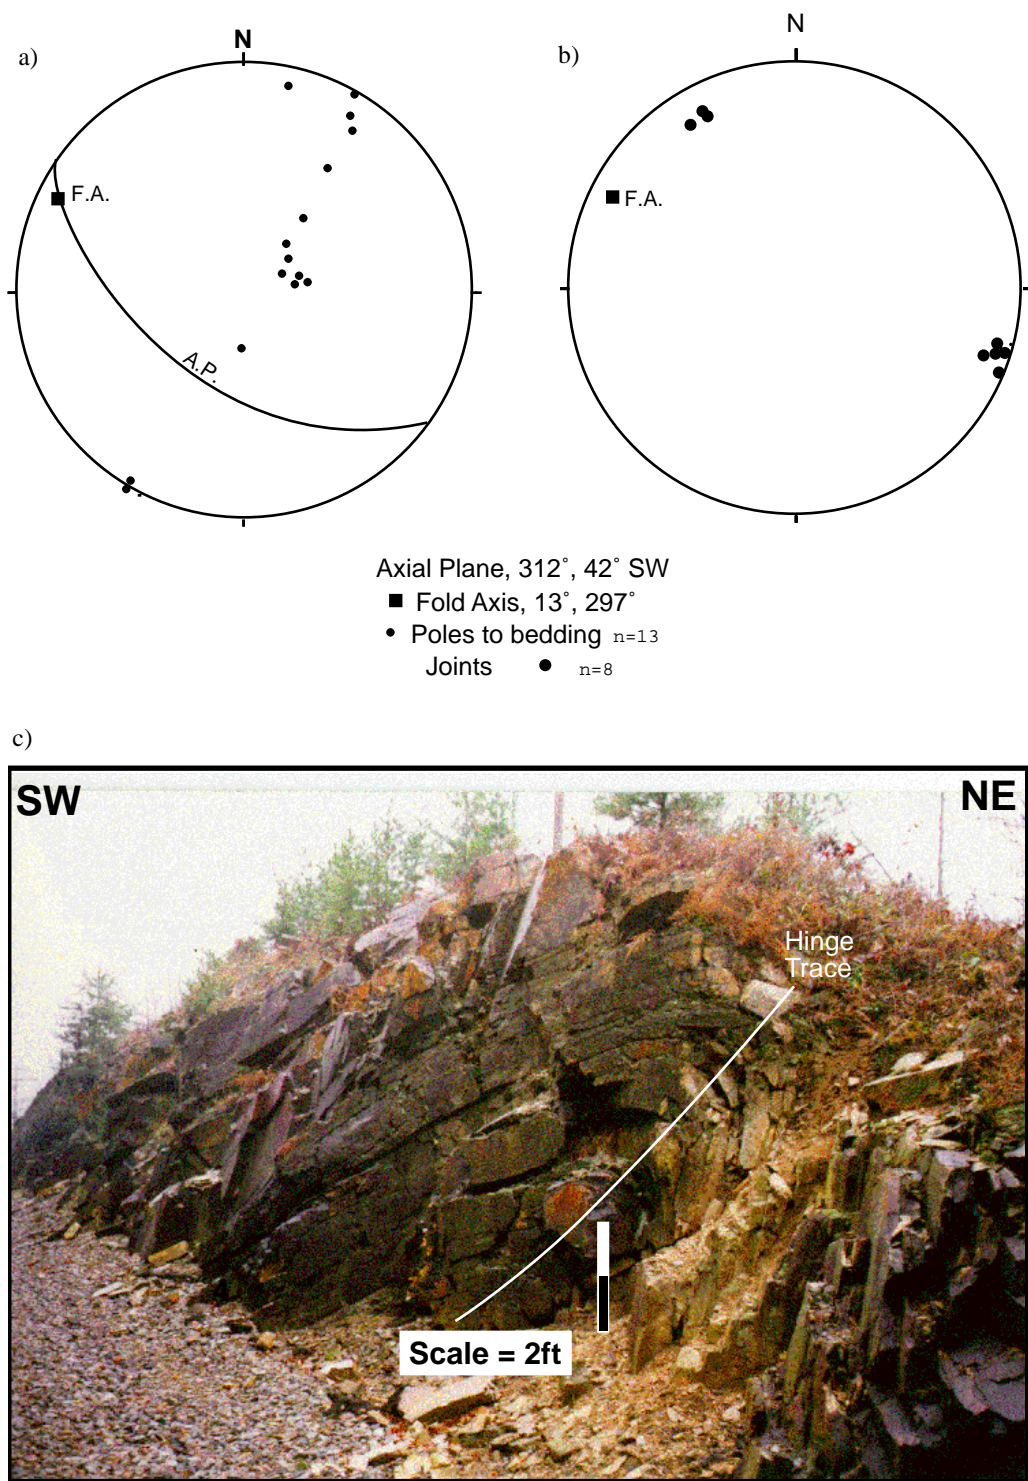 a)
N
F.A.
A.P.
b)
N
F.A.
Axial Plane, 312°, 42° SW
Fold Axis, 13°, 297°
Poles to bedding n=13
Joints n=8
c)
SW
NE
Hinge
Trace
Scale = 2ft